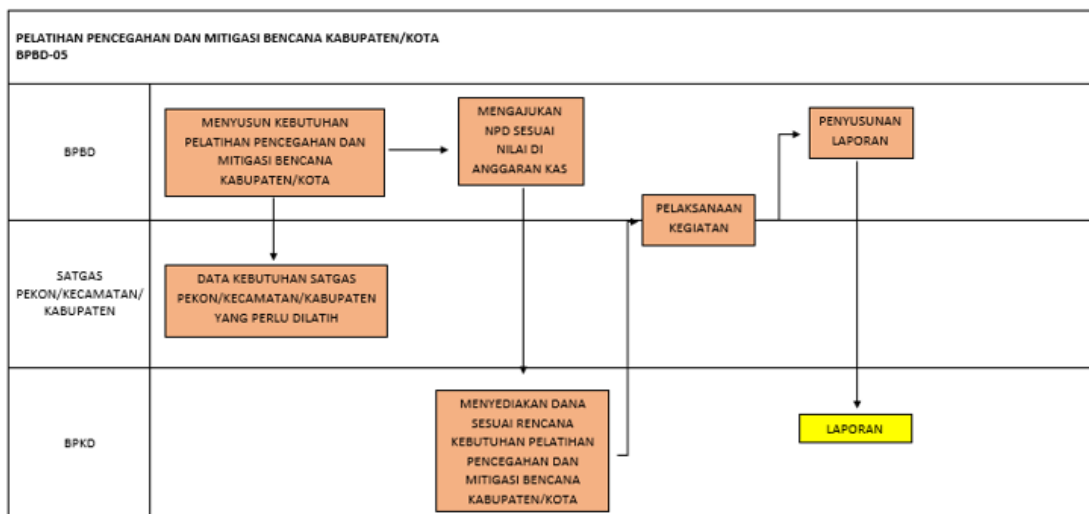 PELATIHAN PENCEGAHAN DAN MITIGASI BENCANA KABUPATEN/KOTA
BPBD-05
BPBD
MENYUSUN KEBUTUHAN
PELATIHAN PENCEGAHAN DAN
MITIGASI BENCANA
KABUPATEN/KOTA
MENGAJUKAN
NPD SESUAI
NILAI DI
ANGGARAN KAS
PENYUSUNAN
LAPORAN
PELAKSANAAN
KEGIATAN
SATGAS
PEKON/KECAMATAN/
KABUPATEN
DATA KEBUTUHAN SATGAS
PEKON/KECAMATAN/KABUPATEN
YANG PERLU DILATIH
BPKD
MENYEDIAKAN DANA
SESUAI RENCANA
KEBUTUHAN PELATIHAN
PENCEGAHAN DAN
MITIGASI BENCANA
KABUPATEN/KOTA
LAPORAN